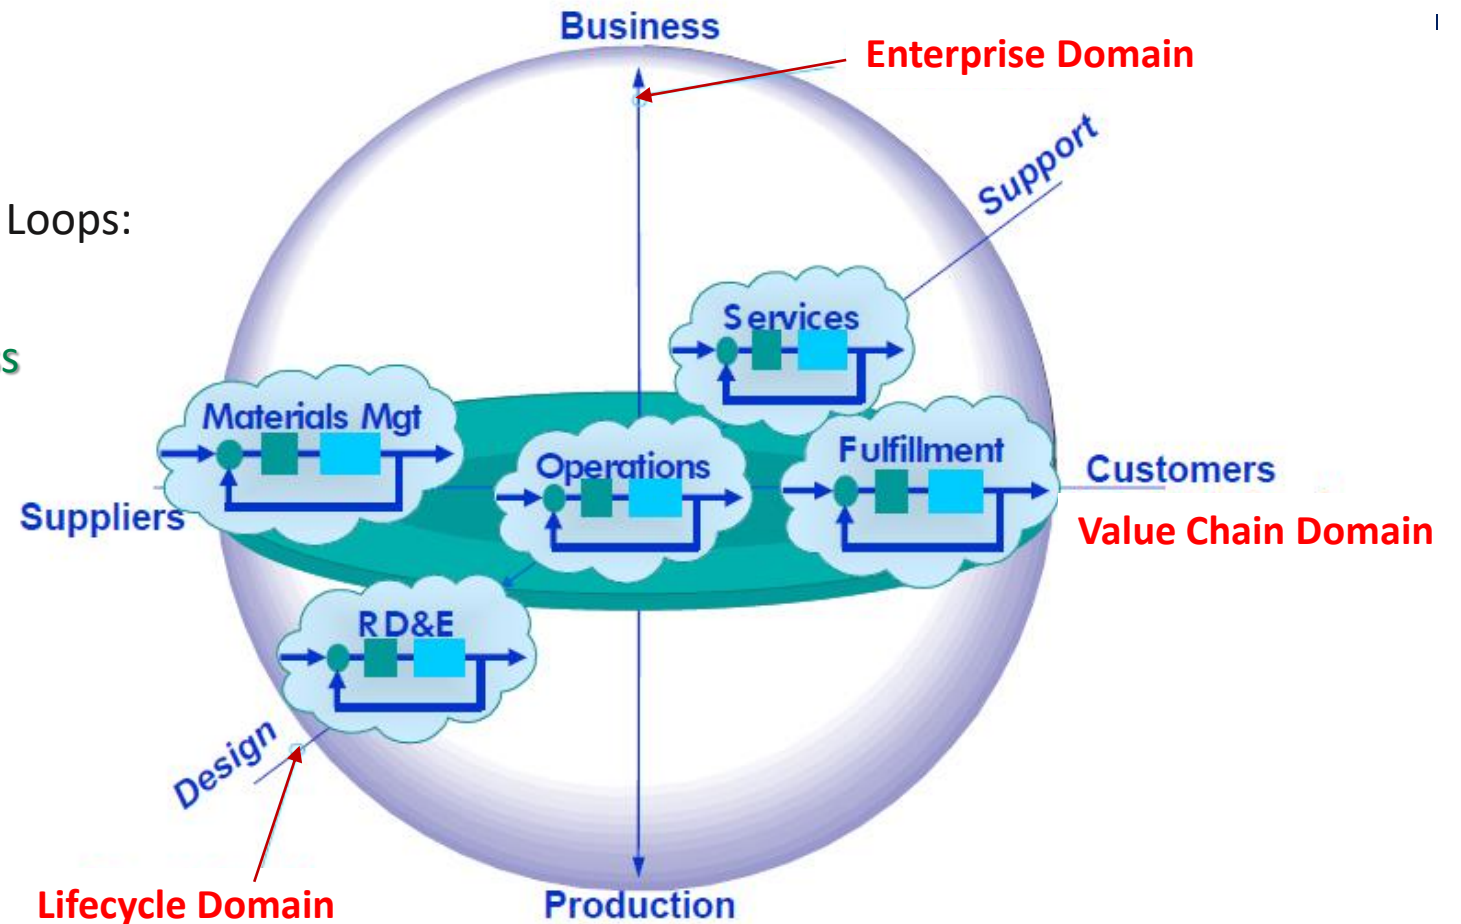 Business
Enterprise Domain
Support
Loops:
Services
s
Materials Mgt
Operations
Fulfillment
Customers
Suppliers
Value Chain Domain
RD&E
Design
Lifecycle Domain
Production